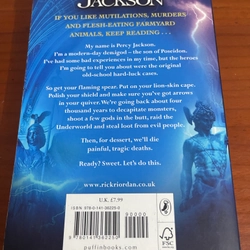 JACKSON
IF YOU LIKE MUTILATIONS, MURDERS
AND FLESH-EATING FARMYARD
ANIMALS, KEEP READING . . .
My name is Percy Jackson.
I'm a modern-day demigod – the son of Poseidon.
I've had some bad experiences in my time, but the heroes
I'm going to tell you about were the original
old-school hard-luck cases.
So get your flaming spear. Put on your lion-skin cape.
Polish your shield and make sure you've got arrows
in your quiver. We're going back about four
thousand years to decapitate monsters,
shoot a few gods in the butt, raid
the Underworld and steal loot from evil people.
Then, for dessert, we'll die
painful, tragic deaths.
Ready? Sweet. Let's do this.
www.rickriordan.co.uk
U.K. £7.99
puffinbooks.com